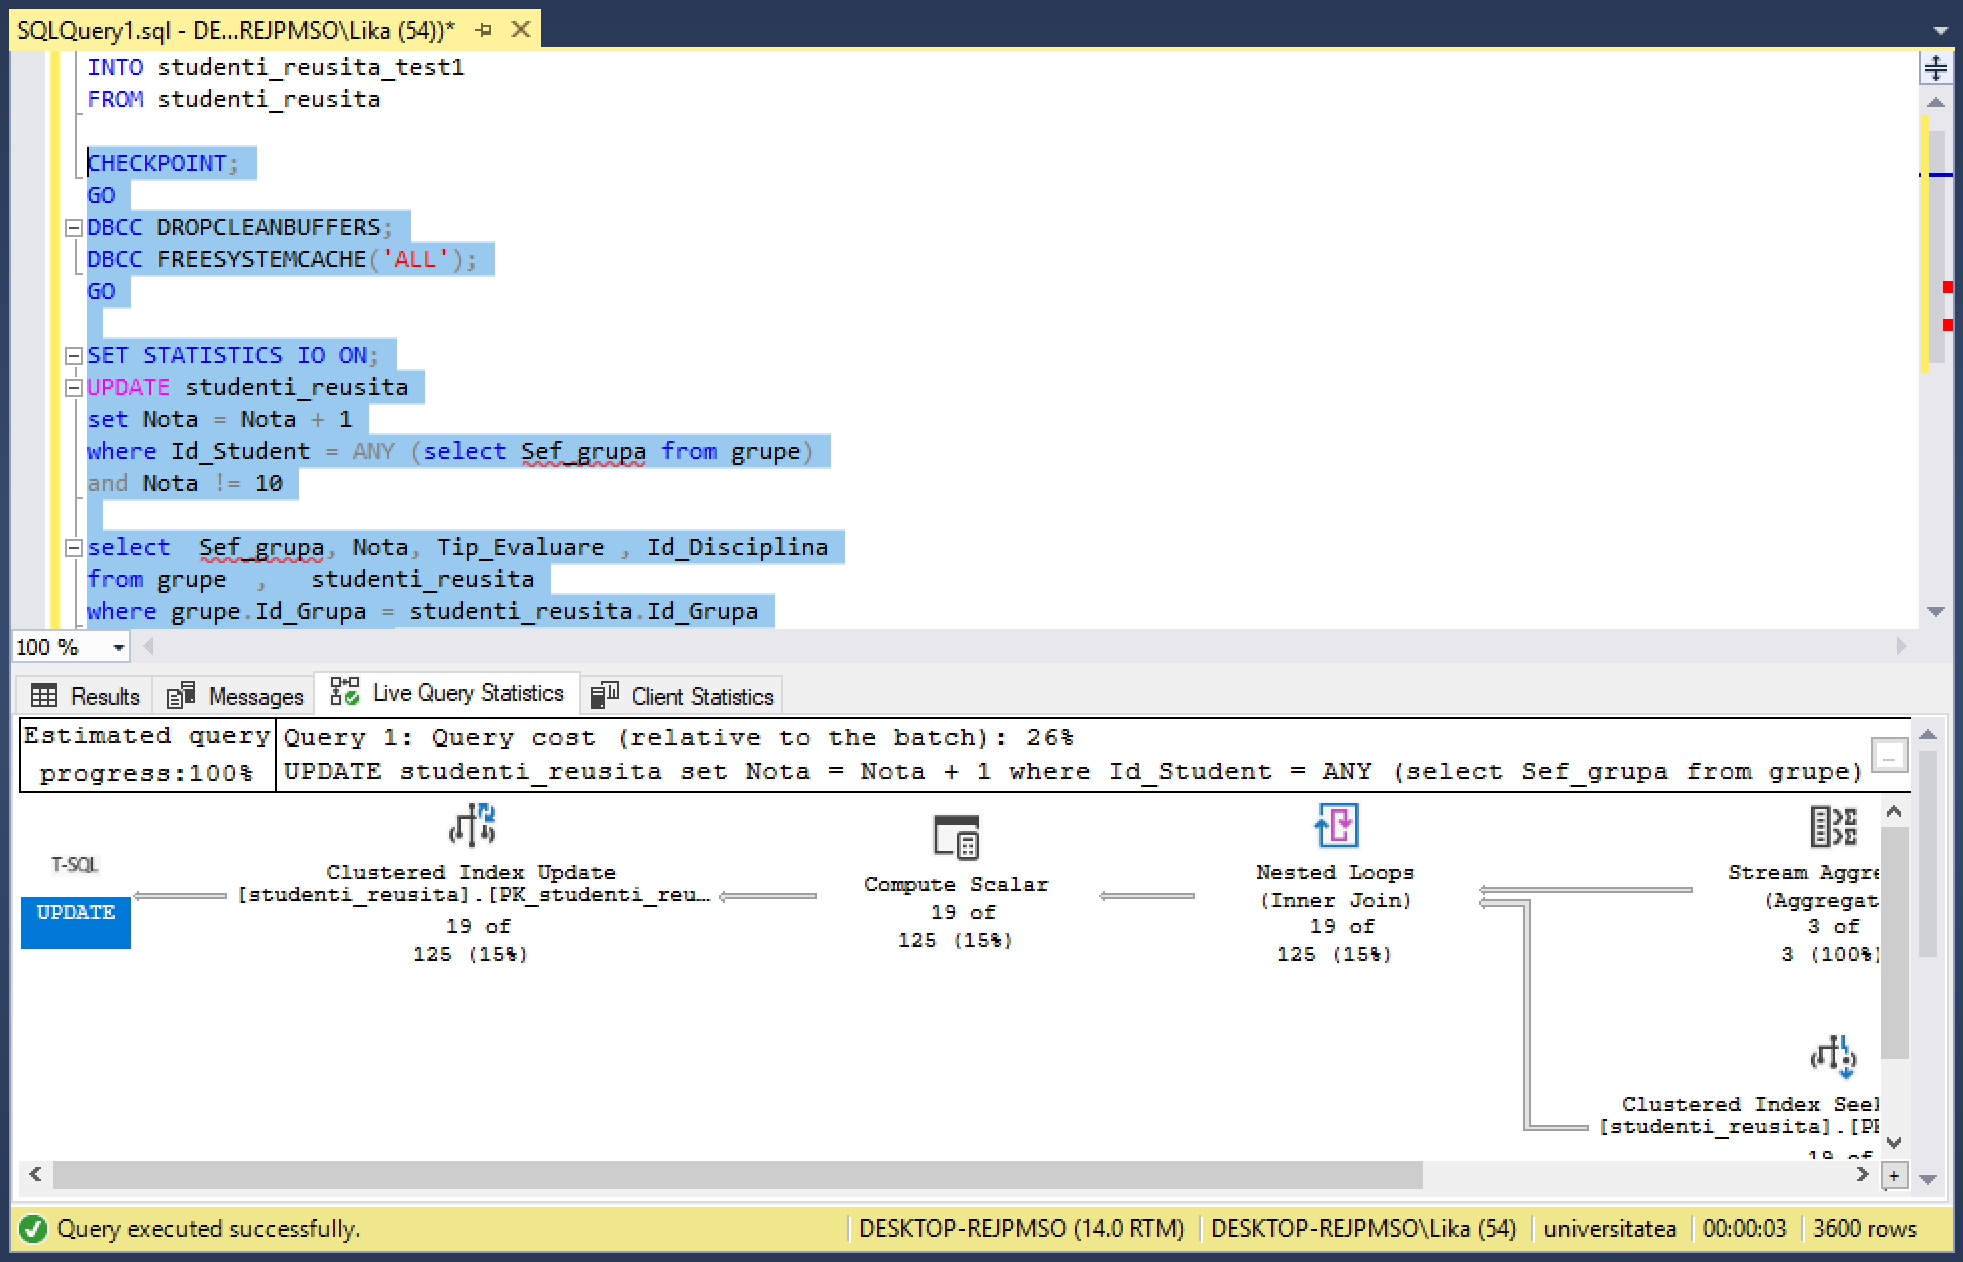 SQLQuery1.sql - DE...REJPMSO\Lika (54))*
INTO studenti_reusita_test1
FROM studenti_reusita
CHECKPOINT;
GO
DBCC DROPCLEANBUFFERS;
DBCC FREESYSTEMCACHE('ALL');
GO
SET STATISTICS IO ON;
UPDATE studenti_reusita
set Nota = Nota + 1
where Id_Student = ANY (select Sef_grupa from grupe)
and Nota != 10
select  Sef_grupa, Nota, Tip_Evaluare , Id_Disciplina
from grupe  ,   studenti_reusita
where grupe.Id_Grupa = studenti_reusita.Id_Grupa
100 %
Results Messages Live Query Statistics Client Statistics
Estimated query progress:100%
Query 1: Query cost (relative to the batch): 26%
UPDATE studenti_reusita set Nota = Nota + 1 where Id_Student = ANY (select Sef_grupa from grupe)
...
T-SQL
UPDATE
Clustered Index Update
[studenti_reusita].[PK_studenti_reu...
19 of
125 (15%)
Compute Scalar
19 of
125 (15%)
Nested Loops
(Inner Join)
19 of
125 (15%)
Stream Aggre
(Aggregat
3 of
3 (100%)
Clustered Index See
[studenti_reusita].[P
19 of
Query executed successfully.
DESKTOP-REJPMSO (14.0 RTM) DESKTOP-REJPMSO\Lika (54) universitatea 00:00:03 3600 rows